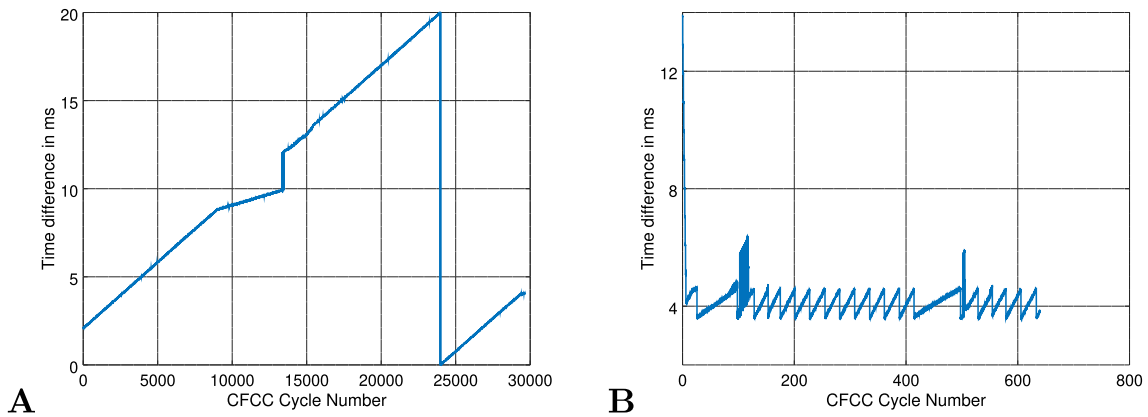 20
15
10
5
0
0 5000 10000 15000 20000 25000 30000
Time difference in ms
CFCC Cycle Number
A
12
8
4
0 200 400 600 800
Time difference in ms
CFCC Cycle Number
B